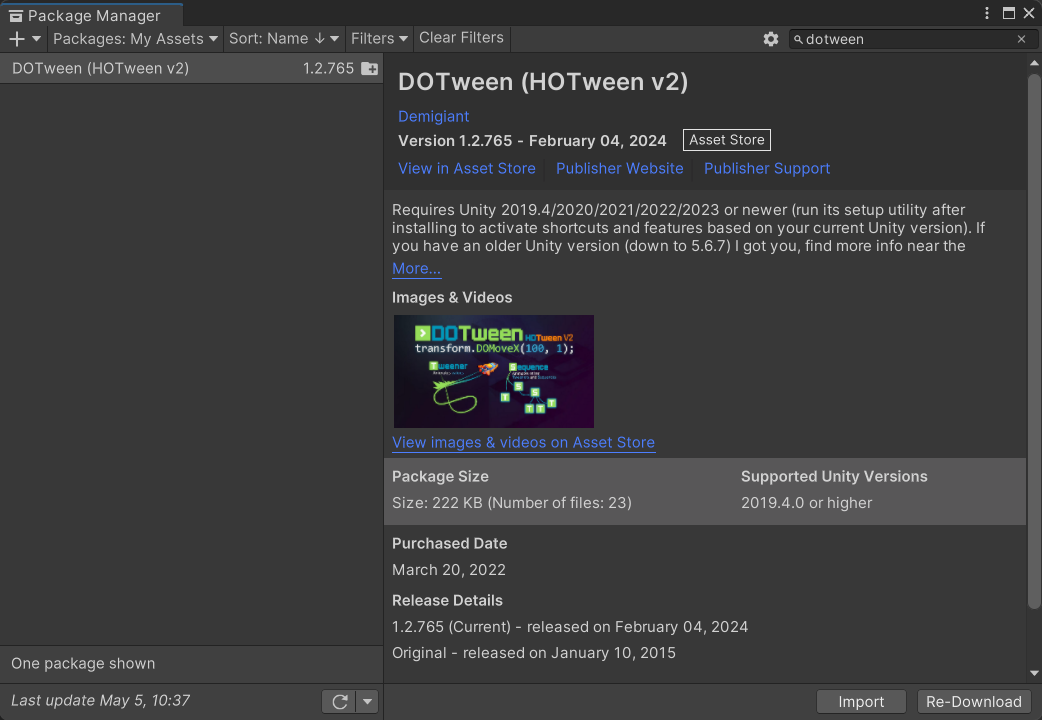 Package Manager
Packages: My Assets
Sort: Name ↓
Filters
Clear Filters
dotween
DOTween (HOTween v2) 1.2.765
One package shown
Last update May 5, 10:37
DOTween (HOTween v2)
Demigiant
Version 1.2.765 - February 04, 2024 Asset Store
View in Asset Store Publisher Website Publisher Support
Requires Unity 2019.4/2020/2021/2022/2023 or newer (run its setup utility after
installing to activate shortcuts and features based on your current Unity version). If
you have an older Unity version (down to 5.6.7) I got you, find more info near the
More...
Images & Videos
DOTween HOTween V2
transform.DOMoveX(100, 1);
Tweener Sequence
S
S S
T T T T
View images & videos on Asset Store
Package Size Supported Unity Versions
Size: 222 KB (Number of files: 23) 2019.4.0 or higher
Purchased Date
March 20, 2022
Release Details
1.2.765 (Current) - released on February 04, 2024
Original - released on January 10, 2015
Import Re-Download